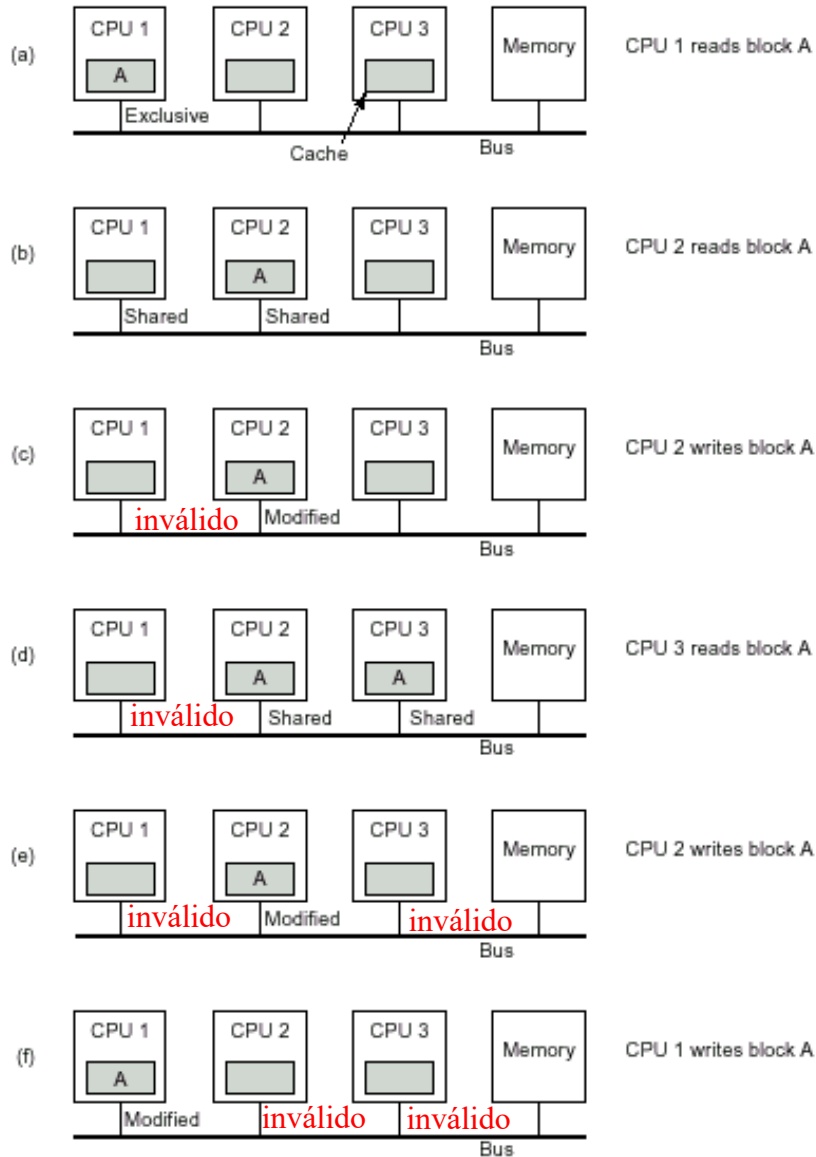 (a) CPU 1 CPU 2 CPU 3 Memory CPU 1 reads block A
A
Exclusive
Cache Bus
(b) CPU 1 CPU 2 CPU 3 Memory CPU 2 reads block A
A
Shared Shared
Bus
(c) CPU 1 CPU 2 CPU 3 Memory CPU 2 writes block A
A
inválido Modified
Bus
(d) CPU 1 CPU 2 CPU 3 Memory CPU 3 reads block A
A A
inválido Shared Shared
Bus
(e) CPU 1 CPU 2 CPU 3 Memory CPU 2 writes block A
A
inválido Modified inválido
Bus
(f) CPU 1 CPU 2 CPU 3 Memory CPU 1 writes block A
A
Modified inválido inválido
Bus